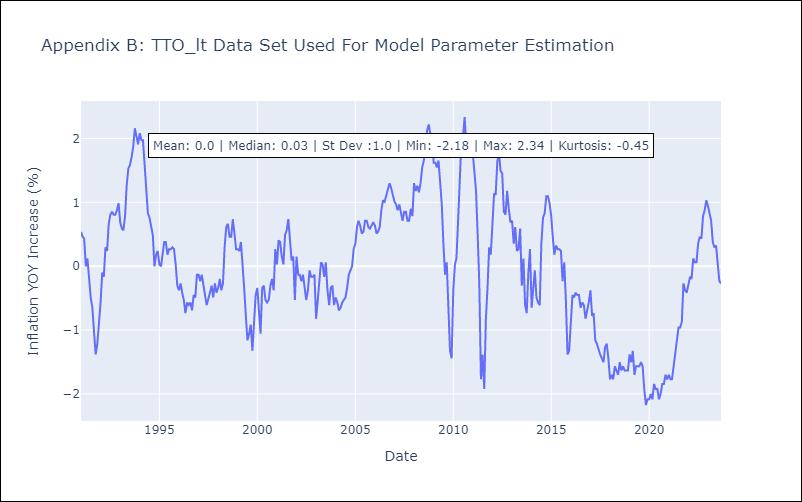 Appendix B: TTO_lt Data Set Used For Model Parameter Estimation
Mean: 0.0 | Median: 0.03 | St Dev :1.0 | Min: -2.18 | Max: 2.34 | Kurtosis: -0.45
Inflation YOY Increase (%)
2
1
0
−1
−2
1995
2000
2005
2010
2015
2020
Date